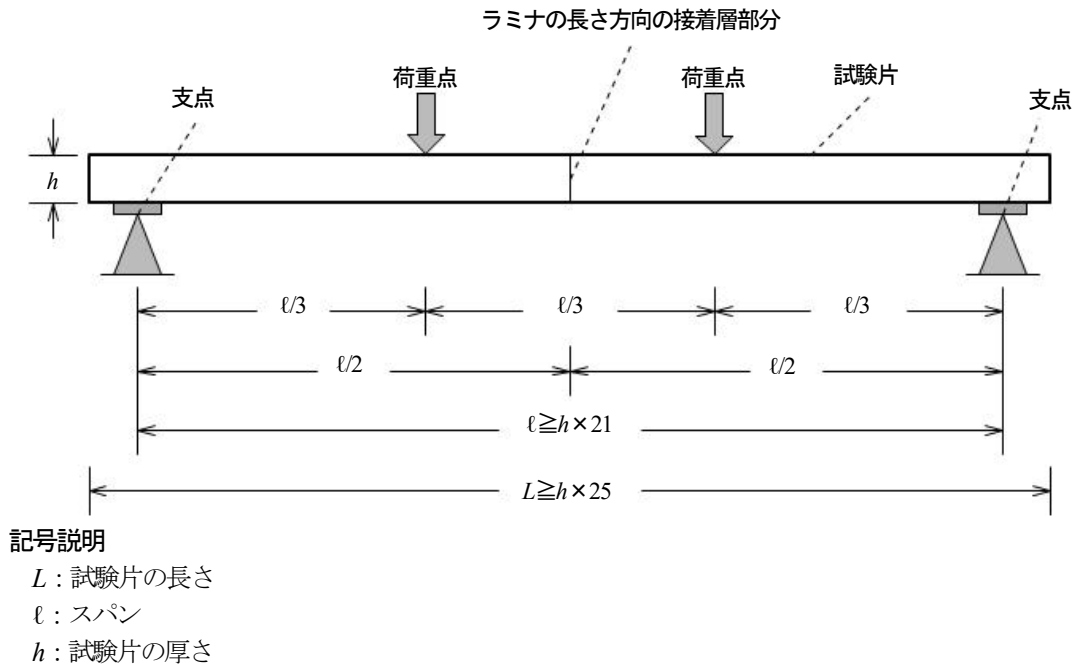 ラミナの長さ方向の接着層部分
荷重点
荷重点
試験片
支点
支点
h
ℓ/3
ℓ/3
ℓ/3
ℓ/2
ℓ/2
ℓ≧h×21
L≧h×25
記号説明
L：試験片の長さ
ℓ：スパン
h：試験片の厚さ